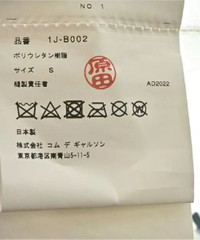 NO. 1
品番 1J-B002
ポリウレタン樹脂
サイズ S
縫製責任者
原田
AD2022
日本製
株式会社 コム デ ギャルソン
東京都港区南青山5-11-5